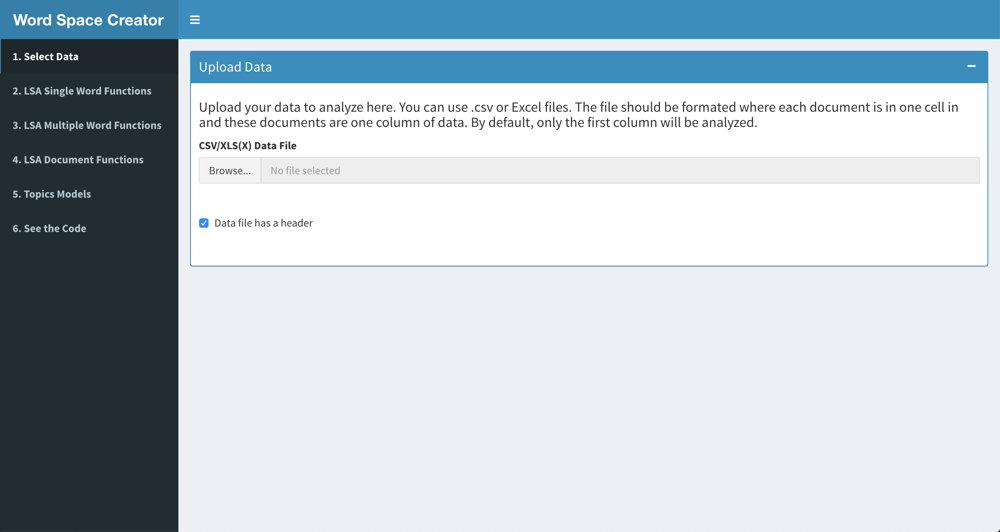 Word Space Creator
1. Select Data
2. LSA Single Word Functions
3. LSA Multiple Word Functions
4. LSA Document Functions
5. Topics Models
6. See the Code
Upload Data
Upload your data to analyze here. You can use .csv or Excel files. The file should be formated where each document is in one cell in
and these documents are one column of data. By default, only the first column will be analyzed.
CSV/XLS(X) Data File
Browse...
No file selected
Data file has a header